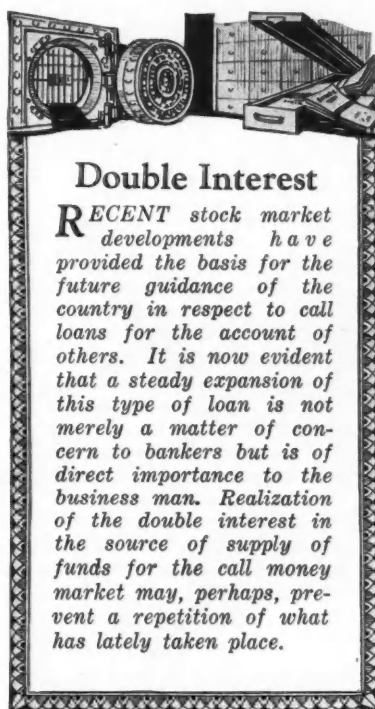 Double Interest
RECENT stock market
developments have
provided the basis for the
future guidance of the
country in respect to call
loans for the account of
others. It is now evident
that a steady expansion of
this type of loan is not
merely a matter of con-
cern to bankers but is of
direct importance to the
business man. Realization
of the double interest in
the source of supply of
funds for the call money
market may, perhaps, pre-
vent a repetition of what
has lately taken place.